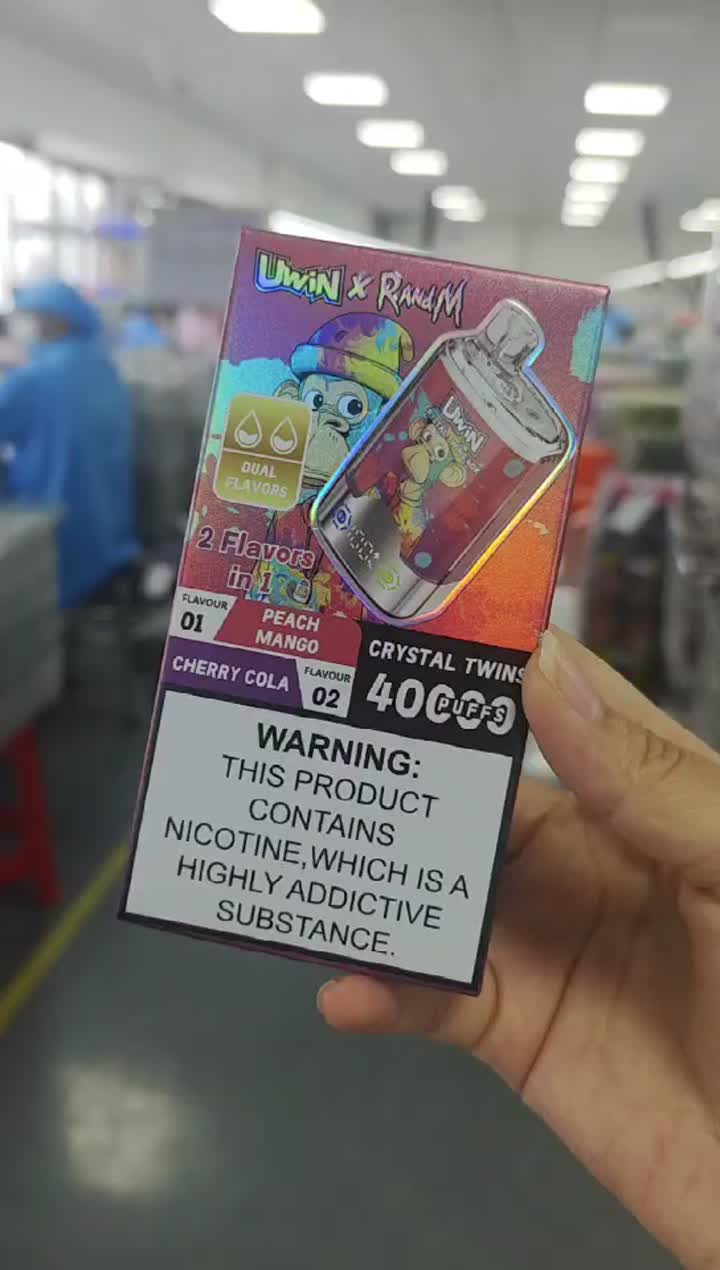 UWiN X RANdM
UWiN
DUAL
FLAVORS
2 Flavors
in 1
FLAVOUR
01
PEACH
MANGO
CHERRY COLA
FLAVOUR
02
CRYSTAL TWINS
40000
PUFFS
WARNING:
THIS PRODUCT
CONTAINS
NICOTINE,WHICH IS A
HIGHLY ADDICTIVE
SUBSTANCE.